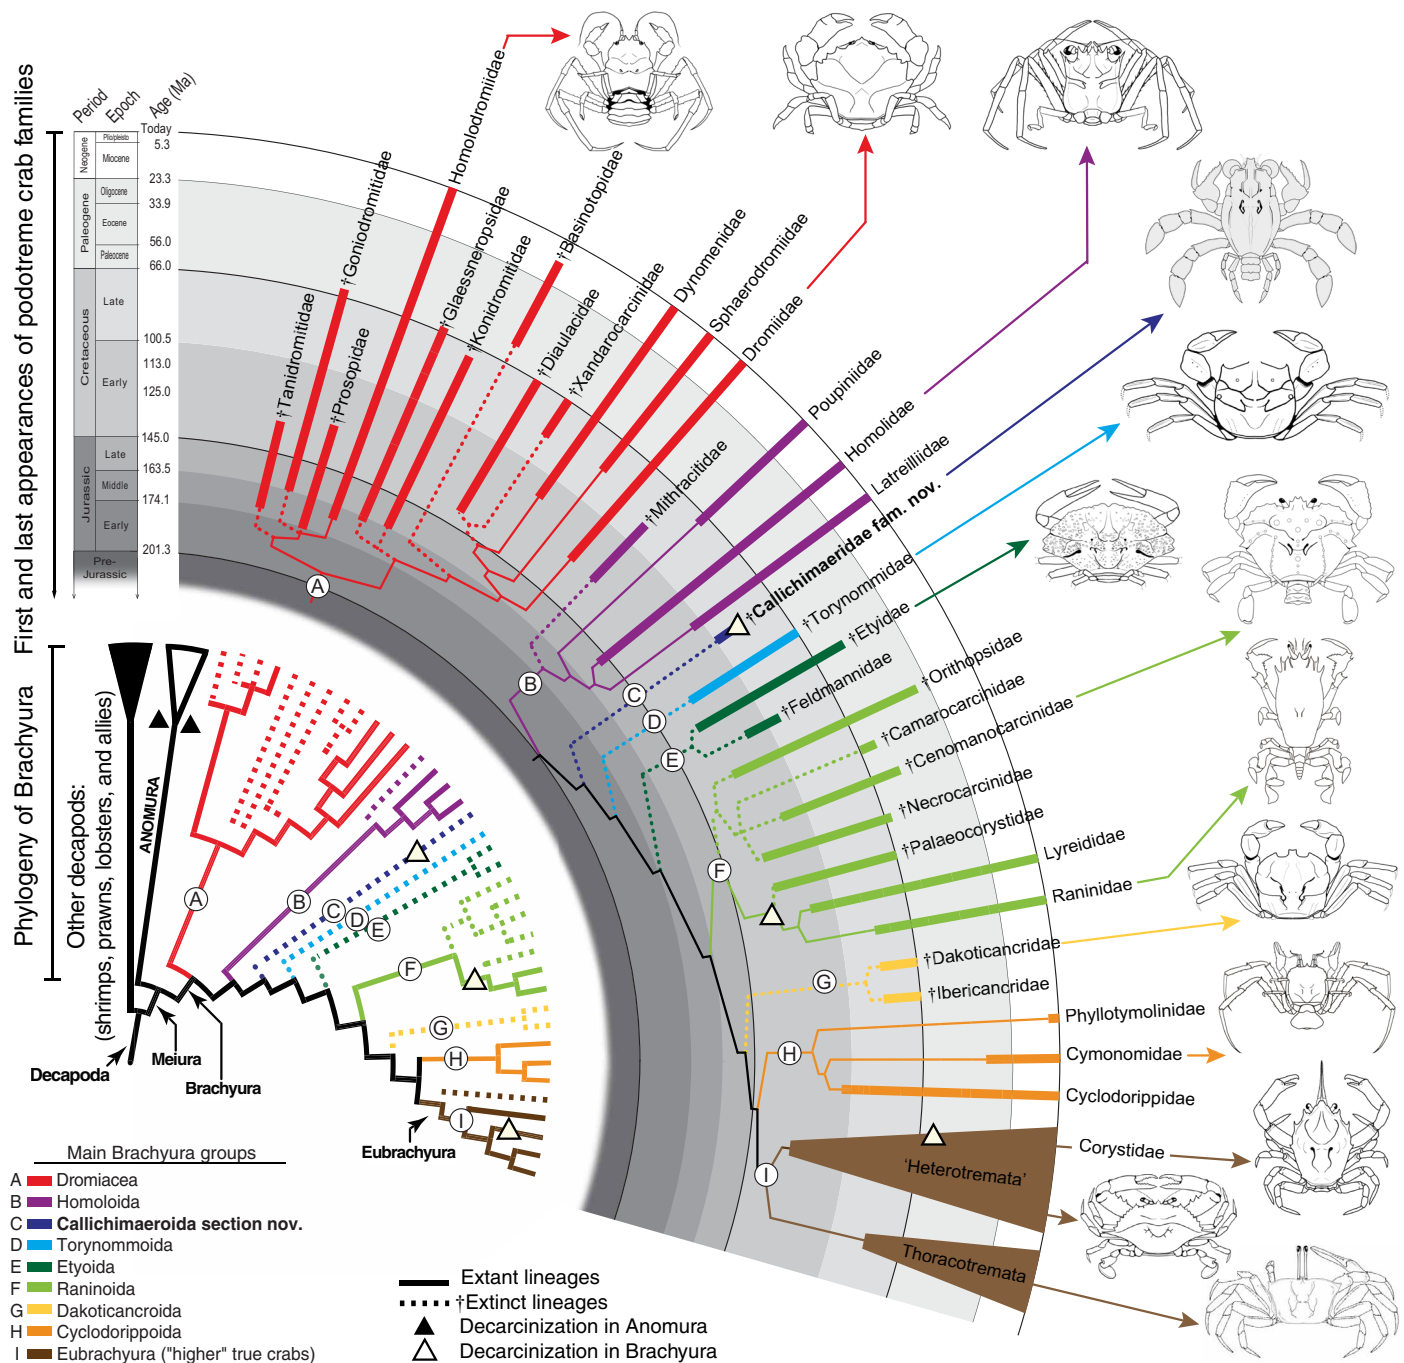 First and last appearances of podotreme crab families
Phylogeny of Brachyura
Period
Epoch
Age (Ma)
Neogene
Paleogene
Cretaceous
Jurassic
Pre-
Jurassic
Plio/pleisto
Miocene
Oligocene
Eocene
Paleocene
Late
Early
Late
Middle
Early
Today
5.3
23.3
33.9
56.0
66.0
100.5
113.0
125.0
145.0
163.5
174.1
201.3
†Tanidromitidae
†Goniodromitidae
†Prosopidae
Homolodromiidae
†Glaessneropsidae
†Konidromitidae
†Basinotopidae
†Diaulacidae
†Xandarocarcinidae
Dynomenidae
Sphaerodromiidae
Dromiidae
†Mithracitidae
Poupiniidae
Homolidae
Latreilliidae
†Callichimaeridae fam. nov.
†Torynommidae
†Etyidae
†Feldmannidae
†Orithopsidae
†Camarocarcinidae
†Cenomanocarcinidae
†Necrocarcinidae
†Palaeocorystidae
Lyreididae
Raninidae
†Dakoticancridae
†Ibericancridae
Phyllotymolinidae
Cymonomidae
Cyclodorippidae
Corystidae
'Heterotremata'
Thoracotremata
A
B
C
D
E
F
G
H
I
Other decapods:
(shrimps, prawns, lobsters, and allies)
ANOMURA
A
B
C
D
E
F
G
H
I
Decapoda
Meiura
Brachyura
Eubrachyura
Main Brachyura groups
A Dromiacea
B Homoloida
C Callichimaeroida section nov.
D Torynommoida
E Etyoida
F Raninoida
G Dakoticancroida
H Cyclodorippoida
I Eubrachyura ("higher" true crabs)
Extant lineages
†Extinct lineages
Decarcinization in Anomura
Decarcinization in Brachyura